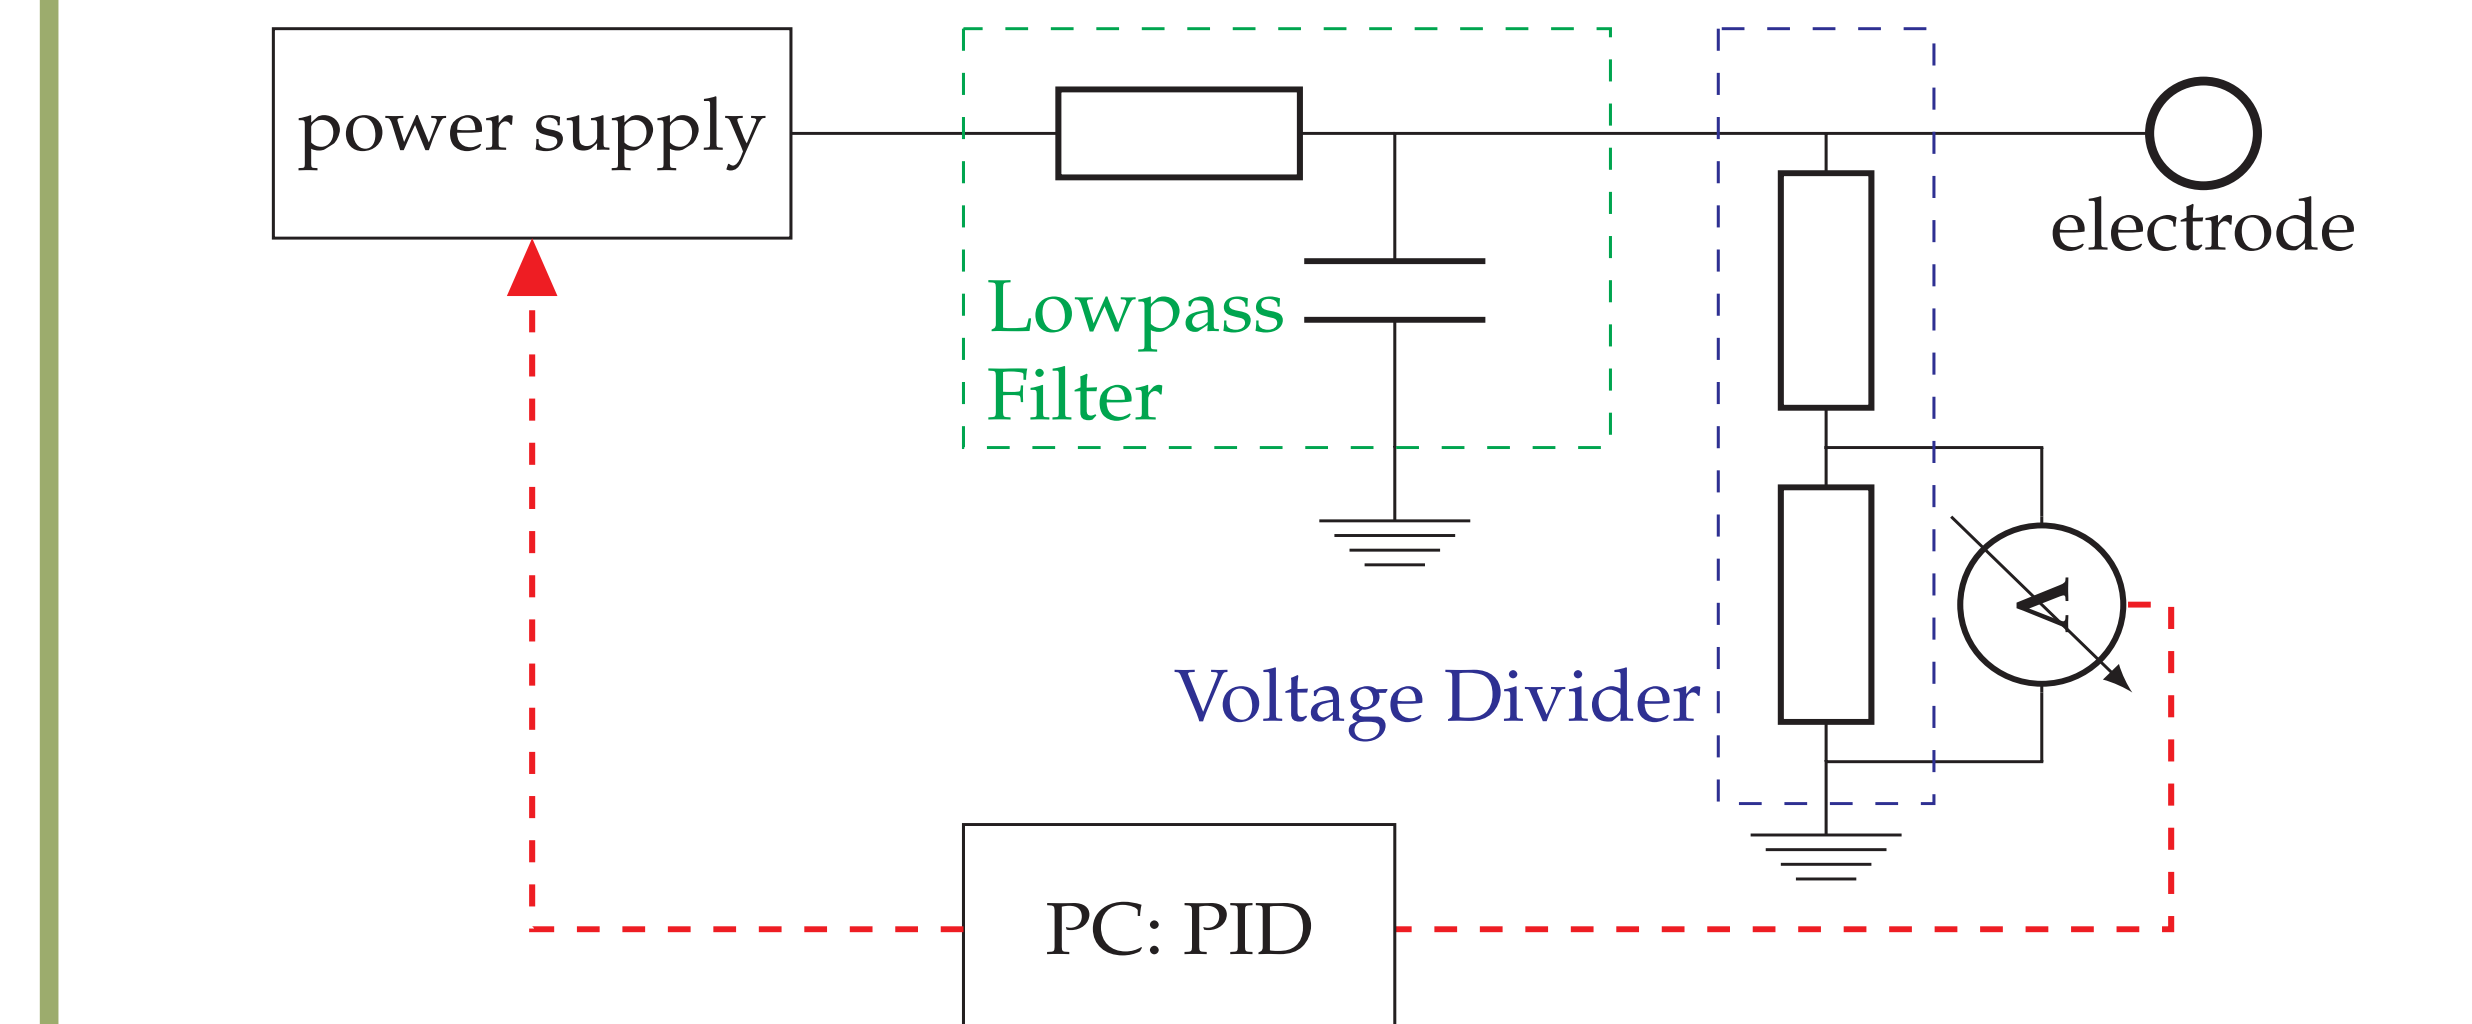 power supply
electrode
Lowpass
Filter
V
Voltage Divider
PC: PID